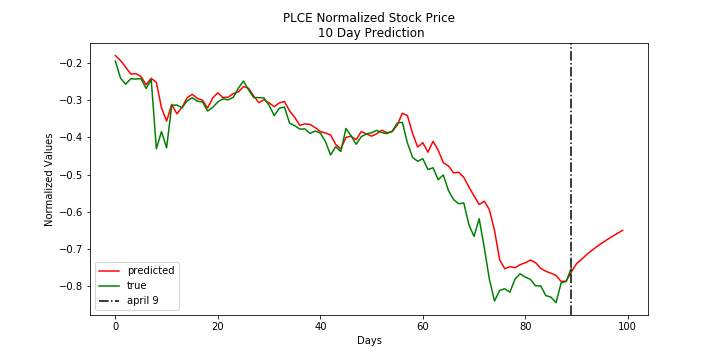 PLCE Normalized Stock Price
10 Day Prediction
Normalized Values
−0.2
−0.3
−0.4
−0.5
−0.6
−0.7
−0.8
predicted
true
april 9
0
20
40
60
80
100
Days